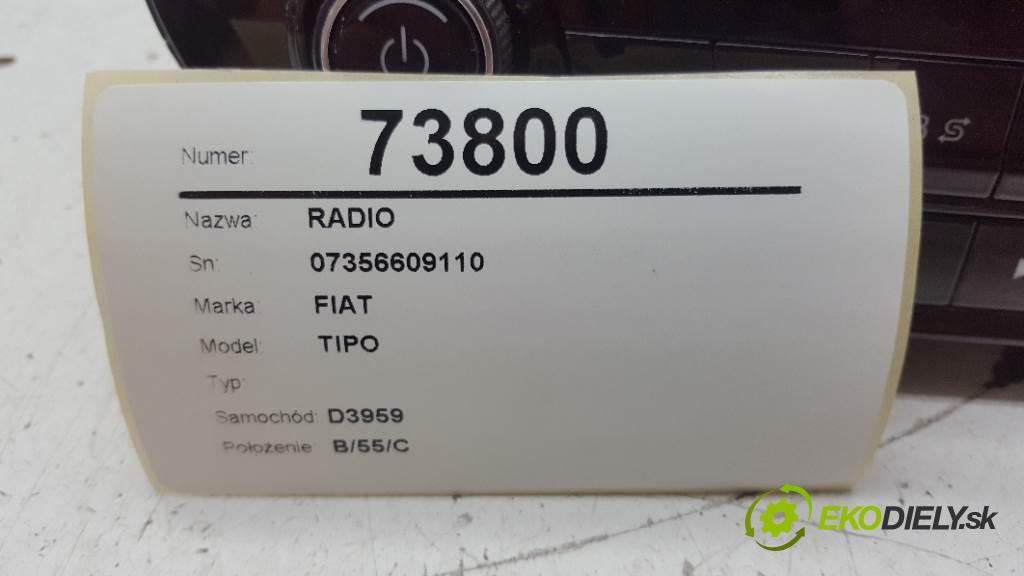 Numer: 73800
Nazwa: RADIO
Sn: 07356609110
Marka: FIAT
Model: TIPO
Typ:
Samochód: D3959
Położenie B/55/C
EKODIELY.sk